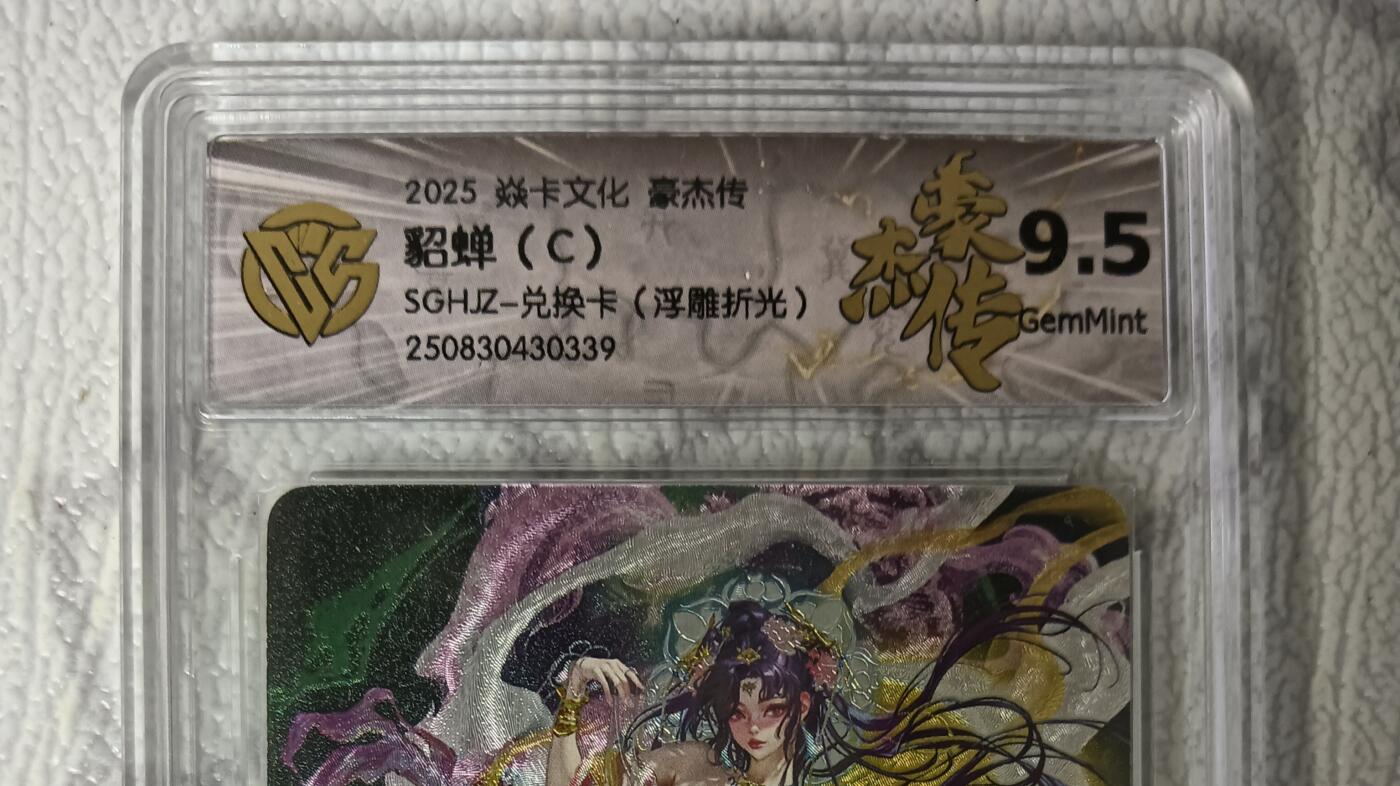 2025 焱卡文化 豪杰传
貂蝉（C）
SGHJZ-兑换卡（浮雕折光）
250830430339
豪杰传
9.5
GemMint